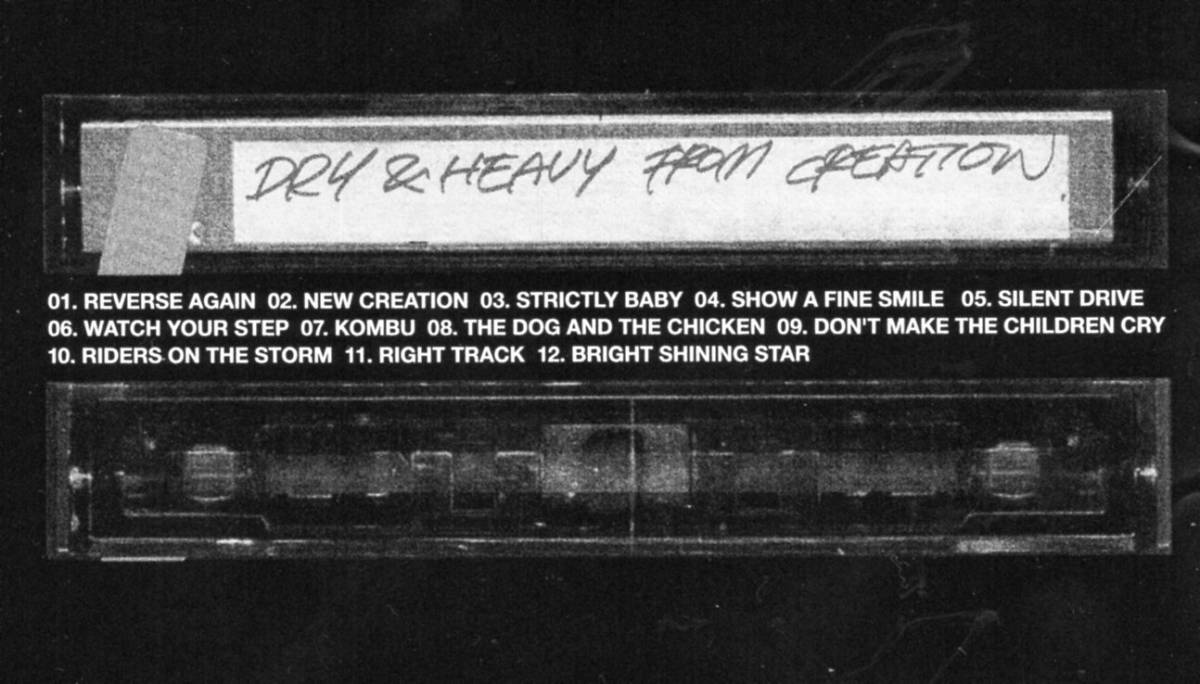 DRY & HEAVY FROM CREATION
01. REVERSE AGAIN 02. NEW CREATION 03. STRICTLY BABY 04. SHOW A FINE SMILE 05. SILENT DRIVE
06. WATCH YOUR STEP 07. KOMBU 08. THE DOG AND THE CHICKEN 09. DON'T MAKE THE CHILDREN CRY
10. RIDERS ON THE STORM 11. RIGHT TRACK 12. BRIGHT SHINING STAR